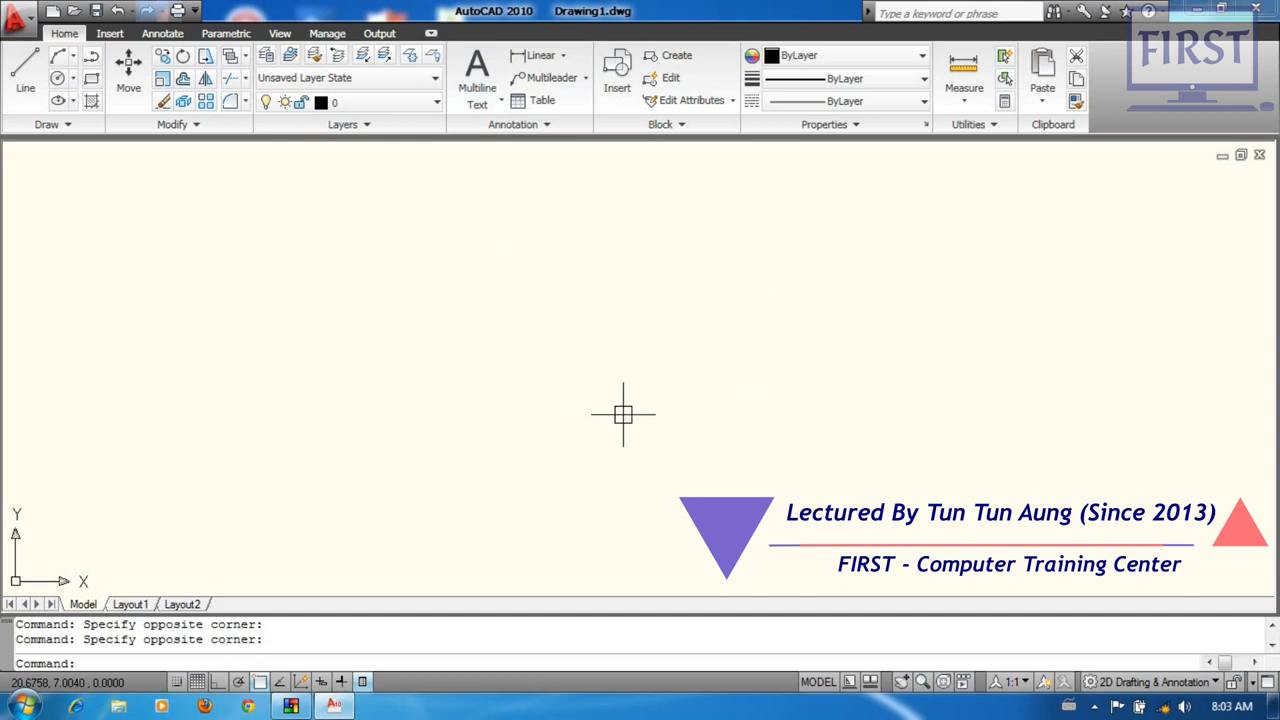 AutoCAD 2010 Drawing1.dwg
Type a keyword or phrase
FIRST
Home Insert Annotate Parametric View Manage Output
Line
Move
Unsaved Layer State
0
Multiline
Text
Linear
Multileader
Table
Insert
Create
Edit
Edit Attributes
ByLayer
ByLayer
ByLayer
Measure
Paste
Draw Modify Layers Annotation Block Properties Utilities Clipboard
Lectured By Tun Tun Aung (Since 2013)
FIRST - Computer Training Center
Y
X
Model Layout1 Layout2
Command: Specify opposite corner:
Command: Specify opposite corner:
Command:
20.6758, 7.0040, 0.0000
MODEL
1:1
2D Drafting & Annotation
8:03 AM